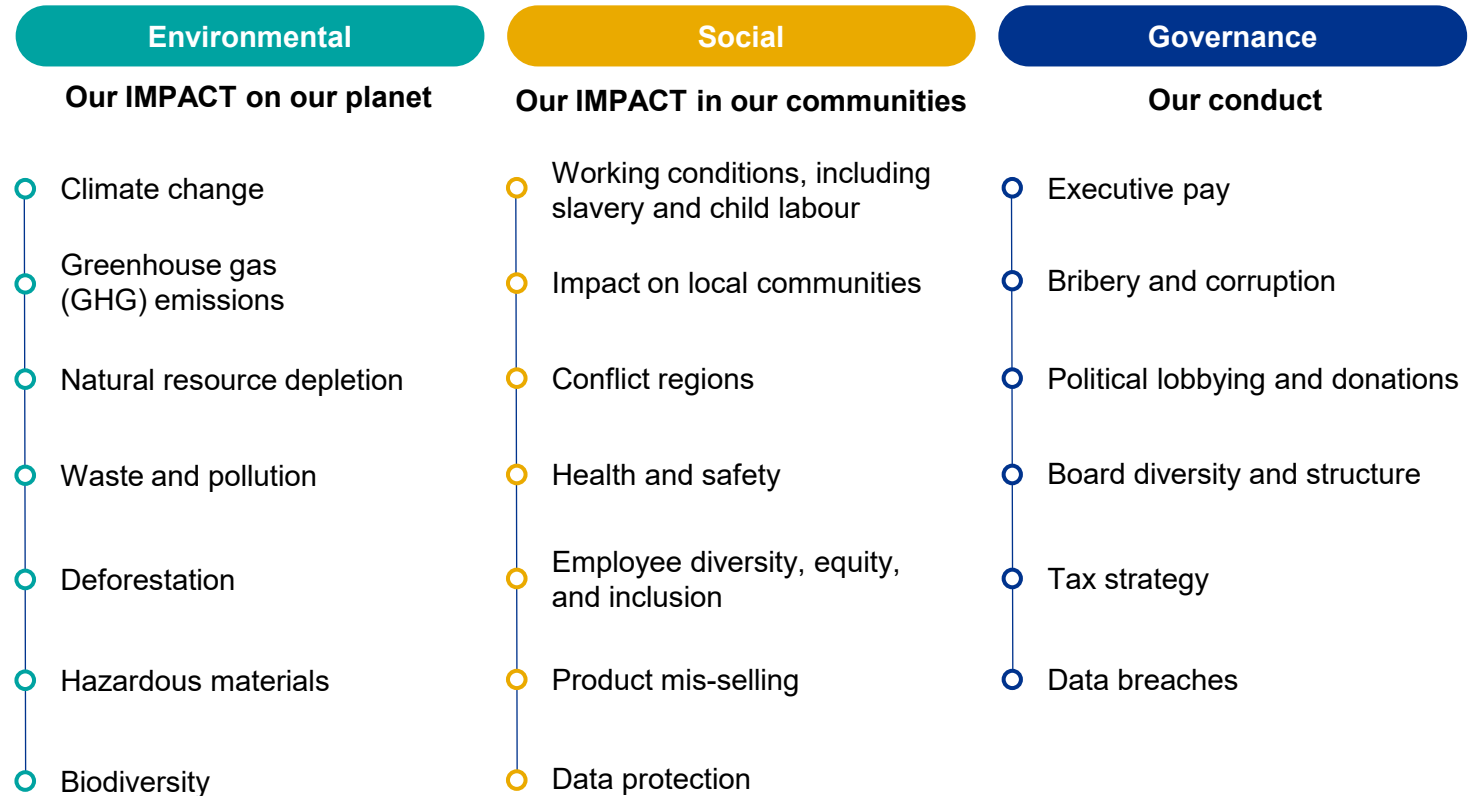 Environmental
Our IMPACT on our planet
Climate change
Greenhouse gas
(GHG) emissions
Natural resource depletion
Waste and pollution
Deforestation
Hazardous materials
Biodiversity
Social
Our IMPACT in our communities
Working conditions, including
slavery and child labour
Impact on local communities
Conflict regions
Health and safety
Employee diversity, equity,
and inclusion
Product mis-selling
Data protection
Governance
Our conduct
Executive pay
Bribery and corruption
Political lobbying and donations
Board diversity and structure
Tax strategy
Data breaches